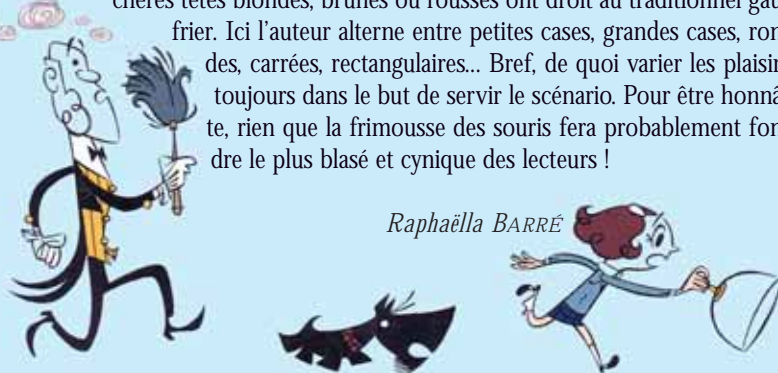 chères têtes blondes, brunes ou rousses ont droit au traditionnel gau
frier. Ici l'auteur alterne entre petites cases, grandes cases, ron
des, carrées, rectangulaires... Bref, de quoi varier les plaisir
toujours dans le but de servir le scénario. Pour être honnê
te, rien que la frimousse des souris fera probablement fon
dre le plus blasé et cynique des lecteurs !
Raphaëlla BARRÉ